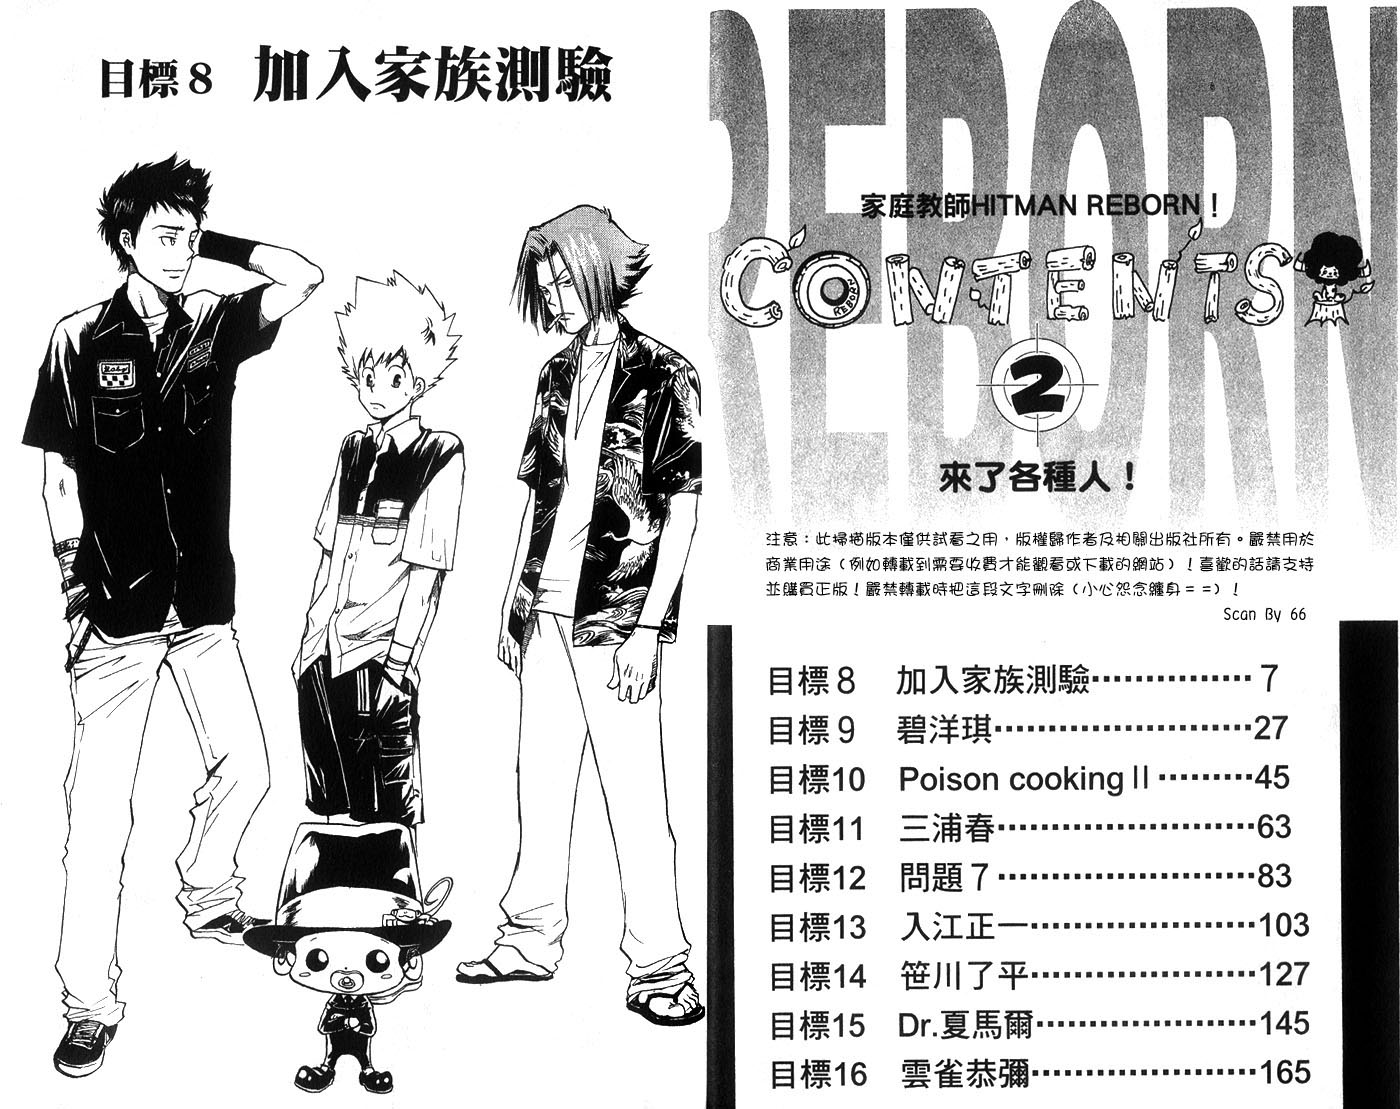 目標8 加入家族測驗
REBORN
家庭教師HITMAN REBORN！
CONTENTS
REBORN
2
來了各種人！
注意：此掃描版本僅供試看之用，版權歸作者及相關出版社所有。嚴禁用於
商業用途（例如轉載到需要收費才能觀看或下載的網站）！喜歡的話請支持
並購買正版！嚴禁轉載時把這段文字刪除（小心怨念纏身＝＝）！
Scan By 66
目標8 加入家族測驗⋯⋯⋯⋯⋯ 7
目標9 碧洋琪⋯⋯⋯⋯⋯⋯⋯⋯27
目標10 Poison cookingⅡ⋯⋯⋯45
目標11 三浦春⋯⋯⋯⋯⋯⋯⋯⋯63
目標12 問題7⋯⋯⋯⋯⋯⋯⋯⋯83
目標13 入江正一⋯⋯⋯⋯⋯⋯⋯103
目標14 笹川了平⋯⋯⋯⋯⋯⋯⋯127
目標15 Dr.夏馬爾⋯⋯⋯⋯⋯⋯⋯145
目標16 雲雀恭彌⋯⋯⋯⋯⋯⋯⋯165